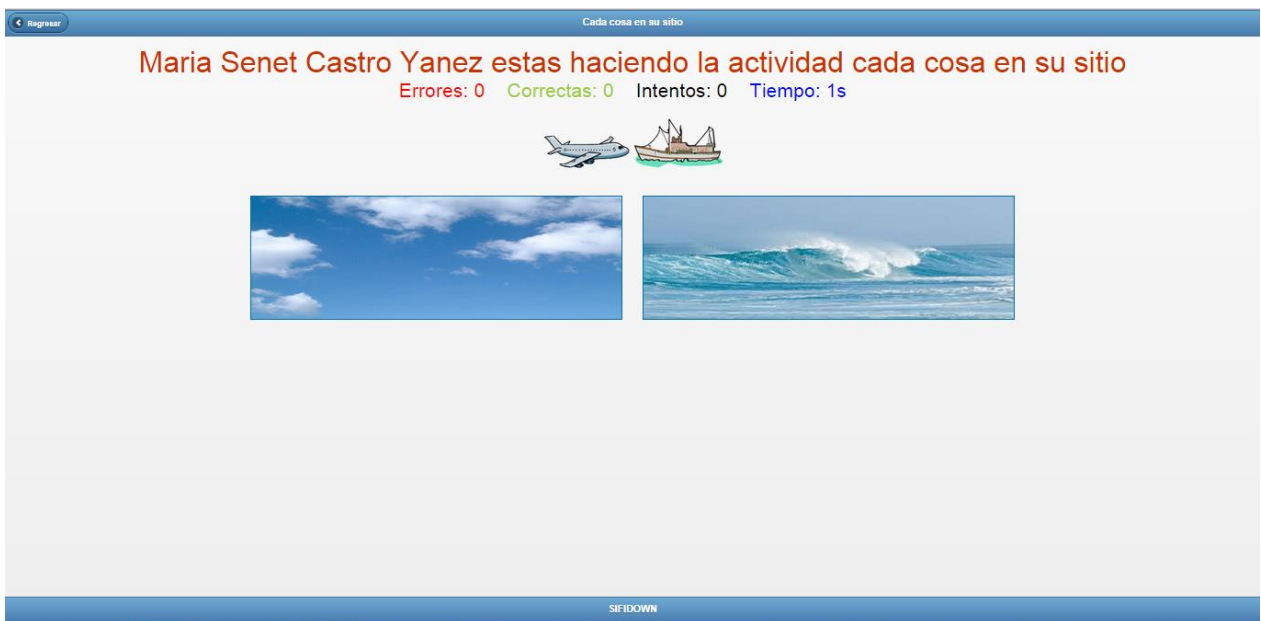 Regresar
Cada cosa en su sitio
Maria Senet Castro Yanez estas haciendo la actividad cada cosa en su sitio
Errores: 0 Correctas: 0 Intentos: 0 Tiempo: 1s
SIFIDOWN